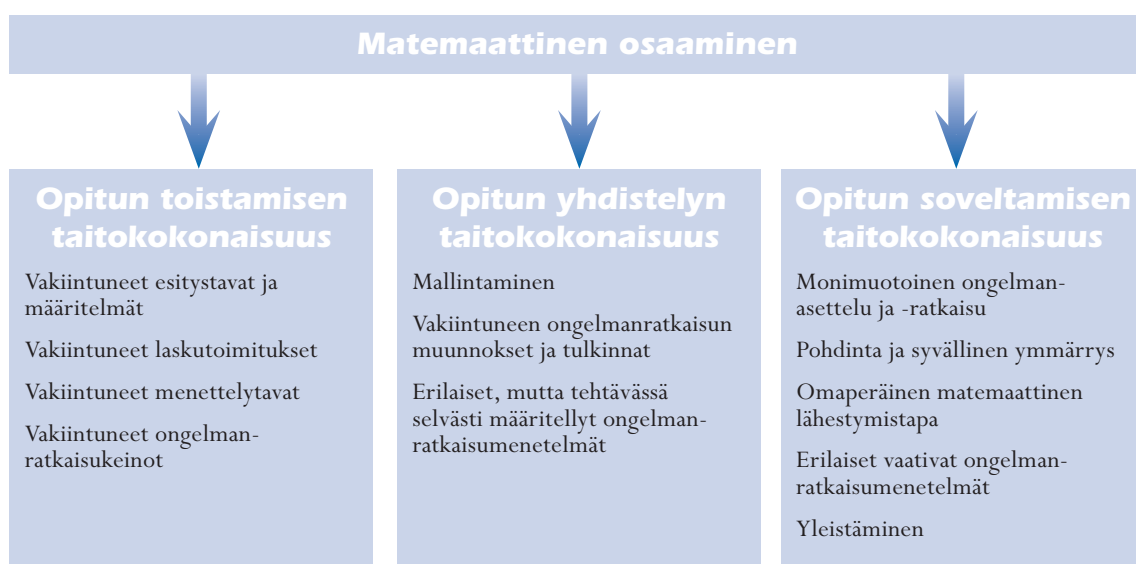 Matemaattinen osaaminen
Opitun toistamisen
taitokokonaisuus
Vakiintuneet esitystavat ja
määritelmät
Vakiintuneet laskutoimitukset
Vakiintuneet menettelytavat
Vakiintuneet ongelman-
ratkaisukeinot
Opitun yhdistelyn
taitokokonaisuus
Mallintaminen
Vakiintuneen ongelmanratkaisun
muunnokset ja tulkinnat
Erilaiset, mutta tehtävässä
selvästi määritellyt ongelman-
ratkaisumenetelmät
Opitun soveltamisen
taitokokonaisuus
Monimuotoinen ongelman-
asettelu ja -ratkaisu
Pohdinta ja syvällinen ymmärrys
Omaperäinen matemaattinen
lähestymistapa
Erilaiset vaativat ongelman-
ratkaisumenetelmät
Yleistäminen